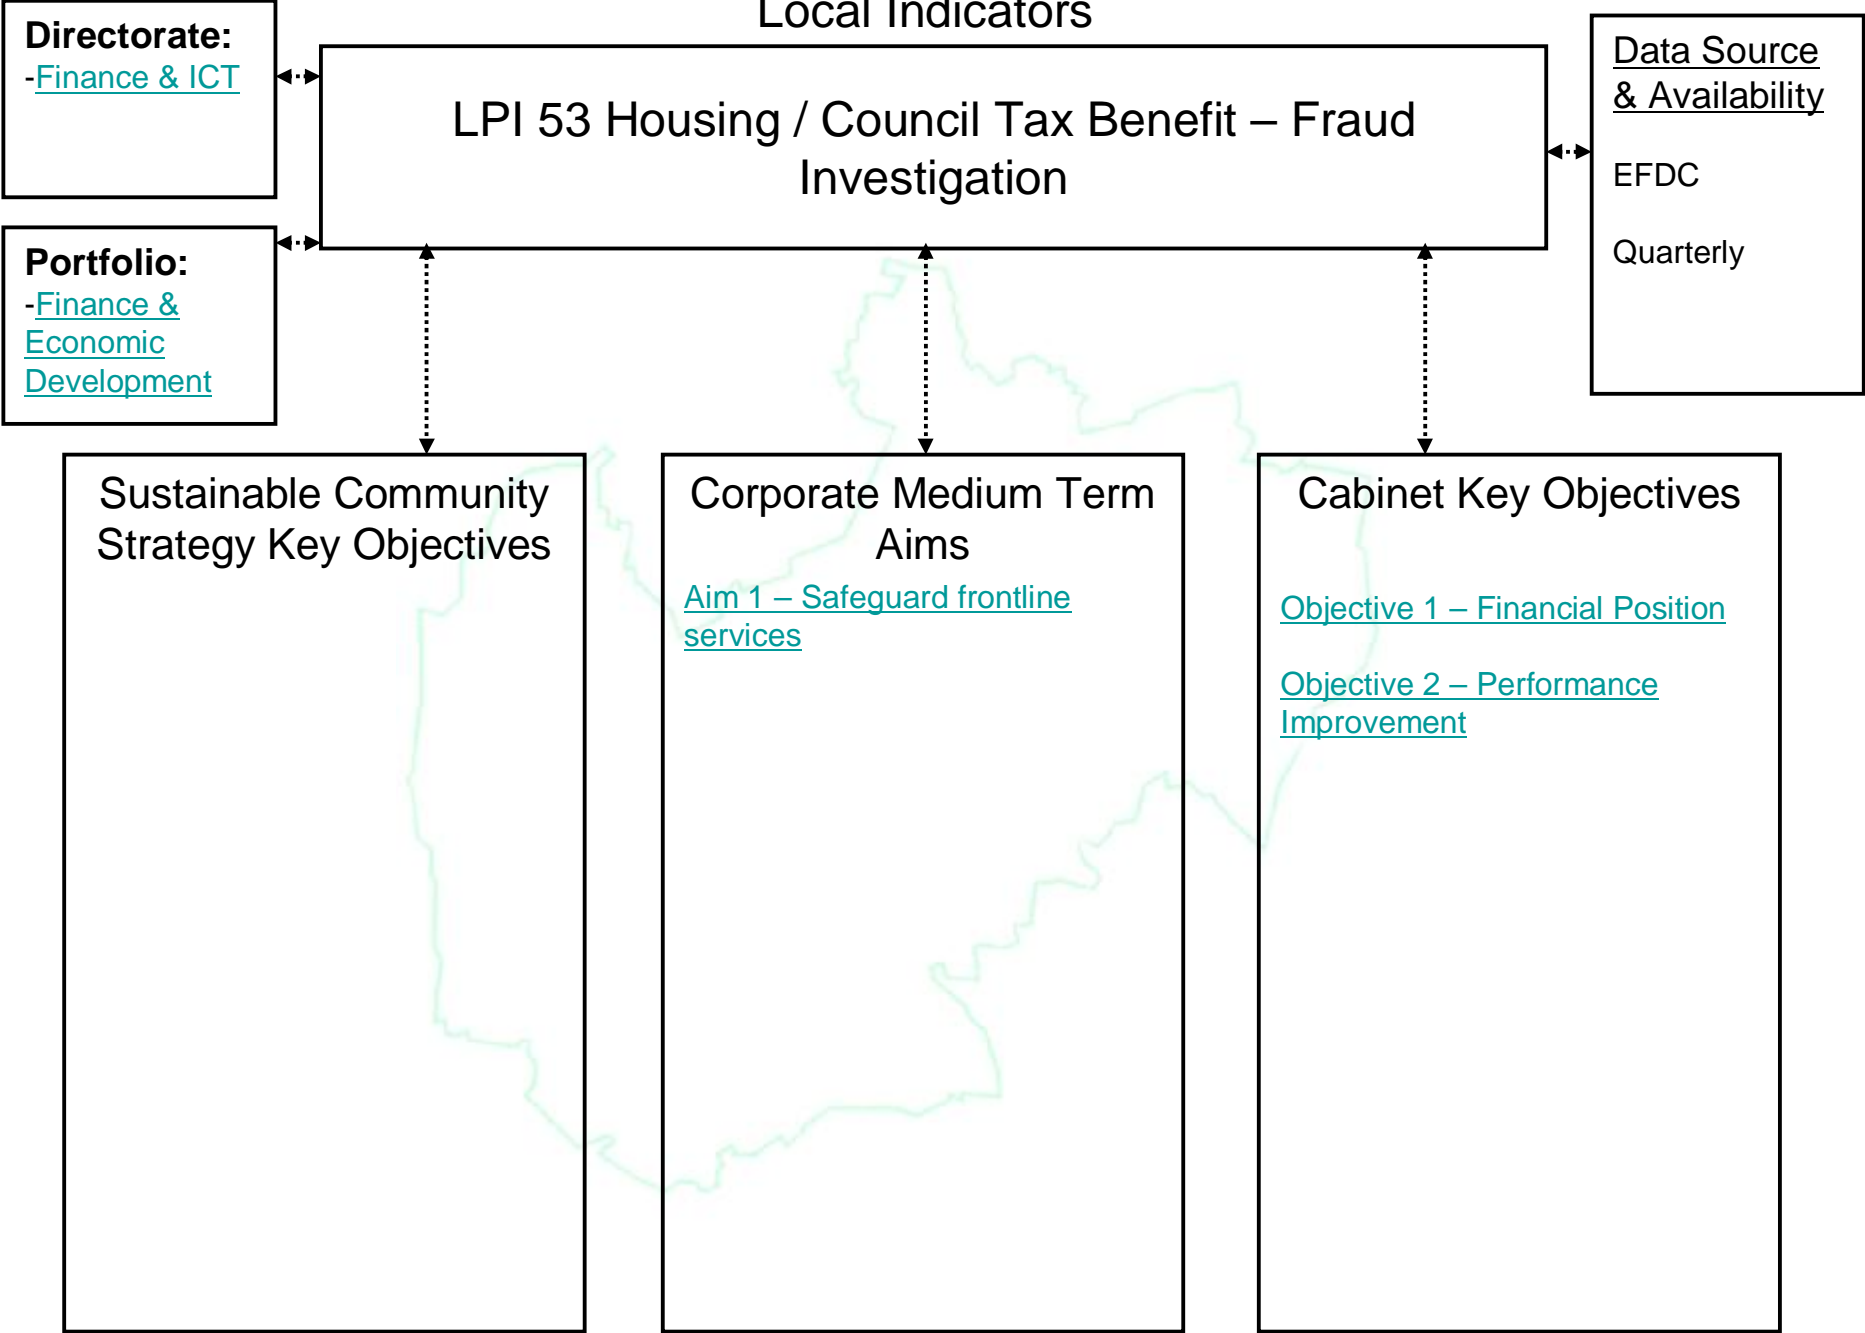 Local Indicators
Directorate:
-Finance & ICT
LPI 53 Housing / Council Tax Benefit – Fraud
Investigation
Data Source
& Availability
EFDC
Quarterly
Portfolio:
-Finance &
Economic
Development
Sustainable Community
Strategy Key Objectives
Corporate Medium Term
Aims
Aim 1 – Safeguard frontline
services
Cabinet Key Objectives
Objective 1 – Financial Position
Objective 2 – Performance
Improvement